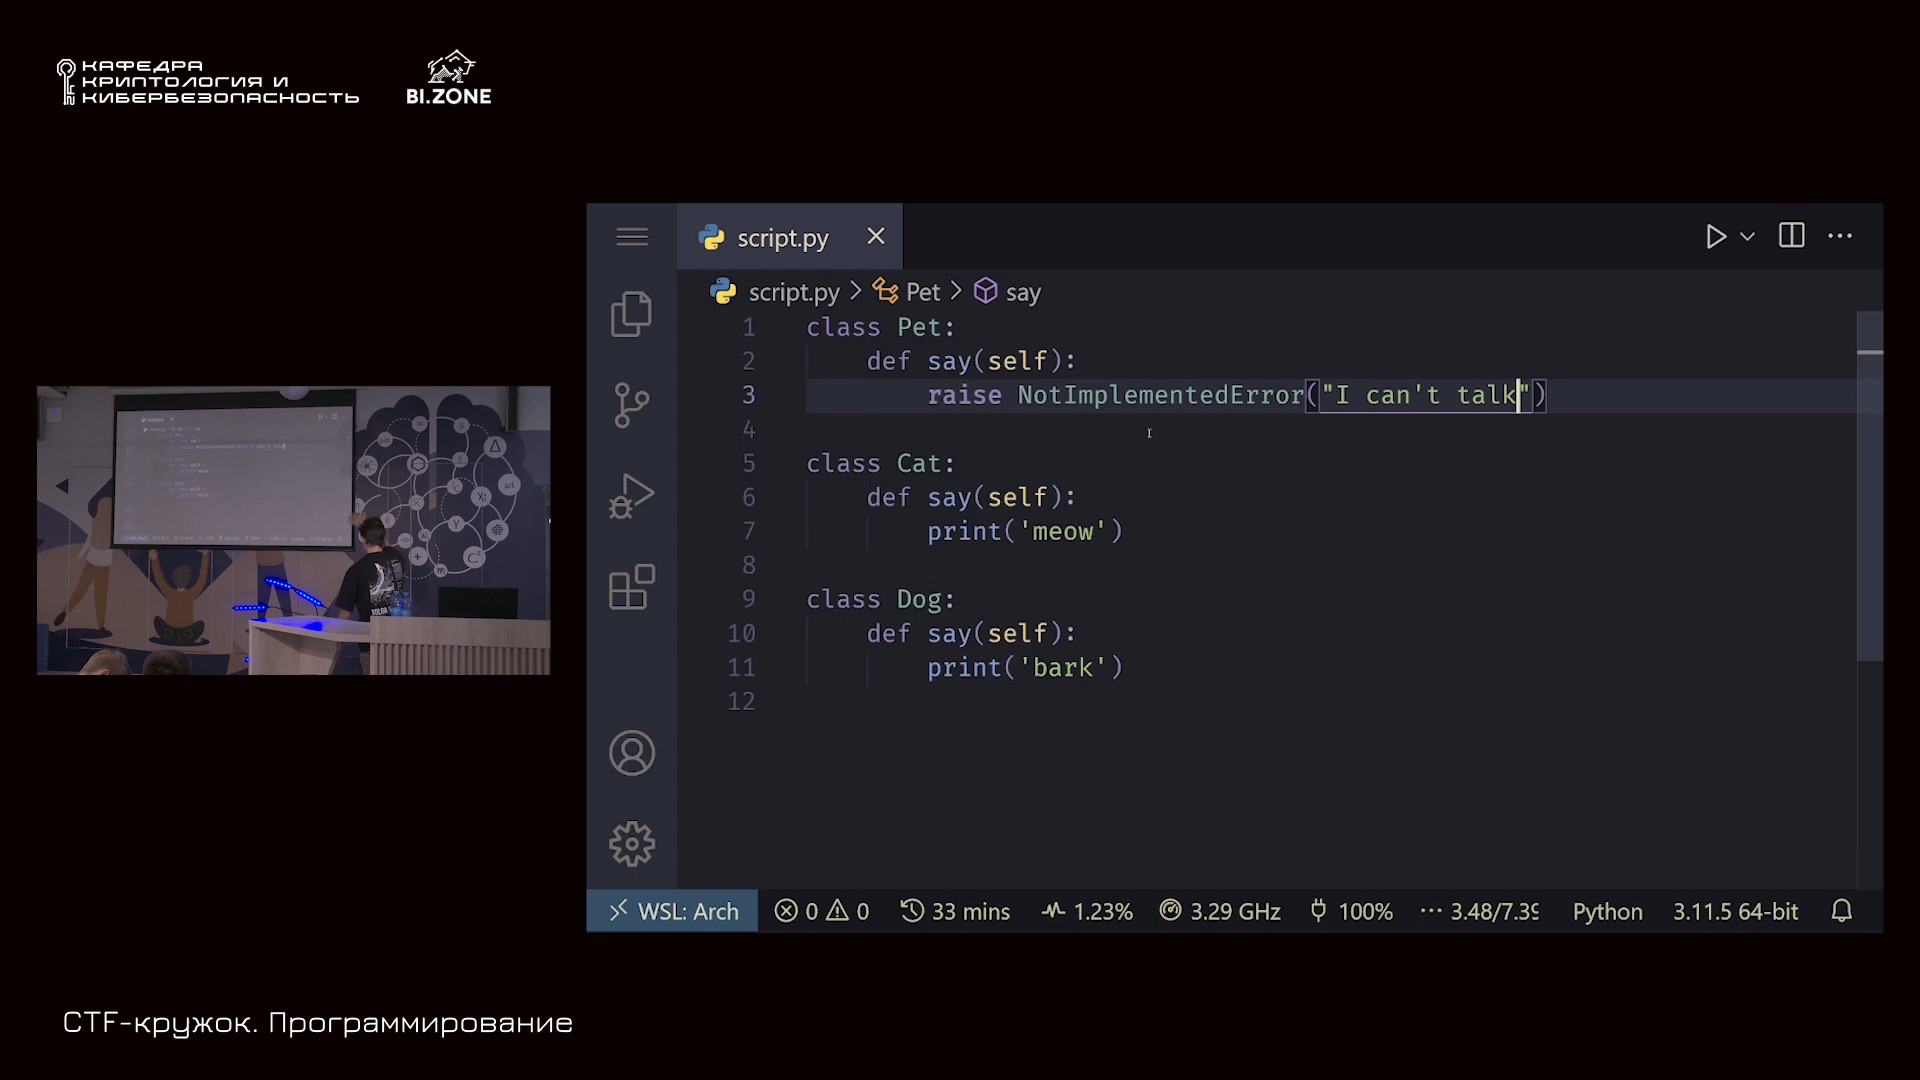 КАФЕДРА
КРИПТОЛОГИЯ И
КИБЕРБЕЗОПАСНОСТЬ
BI.ZONE
script.py
script.py > Pet > say
1 class Pet:
2 def say(self):
3 raise NotImplementedError("I can't talk")
4
5 class Cat:
6 def say(self):
7 print('meow')
8
9 class Dog:
10 def say(self):
11 print('bark')
12
WSL: Arch 0 0 33 mins 1.23% 3.29 GHz 100% 3.48/7.39 Python 3.11.5 64-bit
CTF-кружок. Программирование